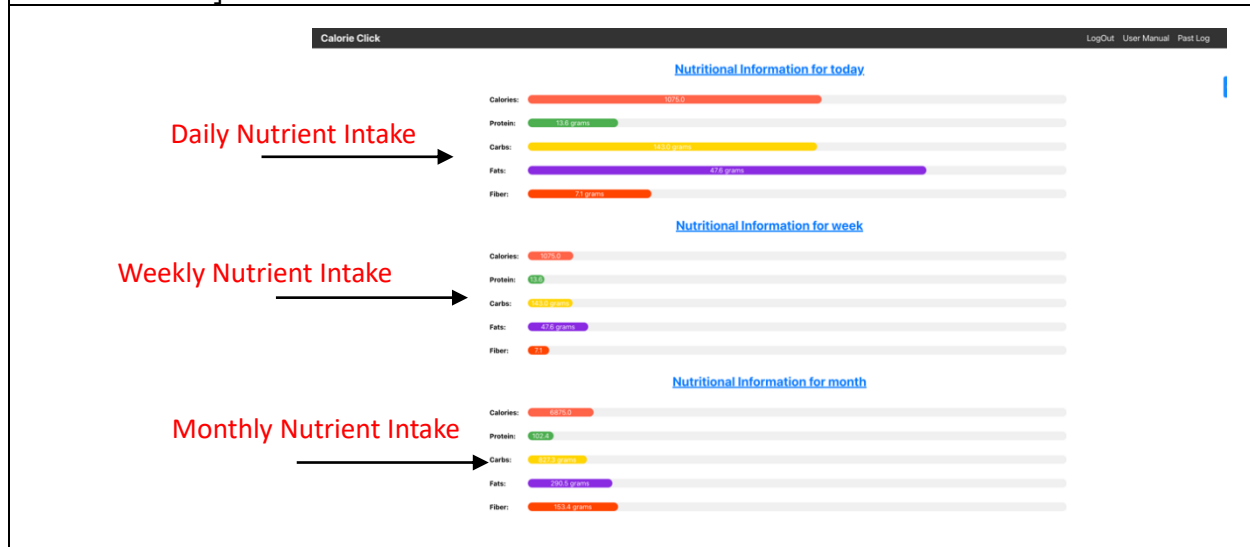 Calorie Click LogOut User Manual Past Log
Nutritional Information for today
Calories: 1075.0
Daily Nutrient Intake
Protein: 13.6 grams
Carbs: 143.0 grams
Fats: 47.6 grams
Fiber: 7.1 grams
Nutritional Information for week
Calories: 1075.0
Weekly Nutrient Intake
Protein: 13.6
Carbs: 143.0 grams
Fats: 47.6 grams
Fiber: 7.1
Nutritional Information for month
Calories: 6875.0
Monthly Nutrient Intake
Protein: 102.4
Carbs: grams
Fats: 290.5 grams
Fiber: 153.4 grams